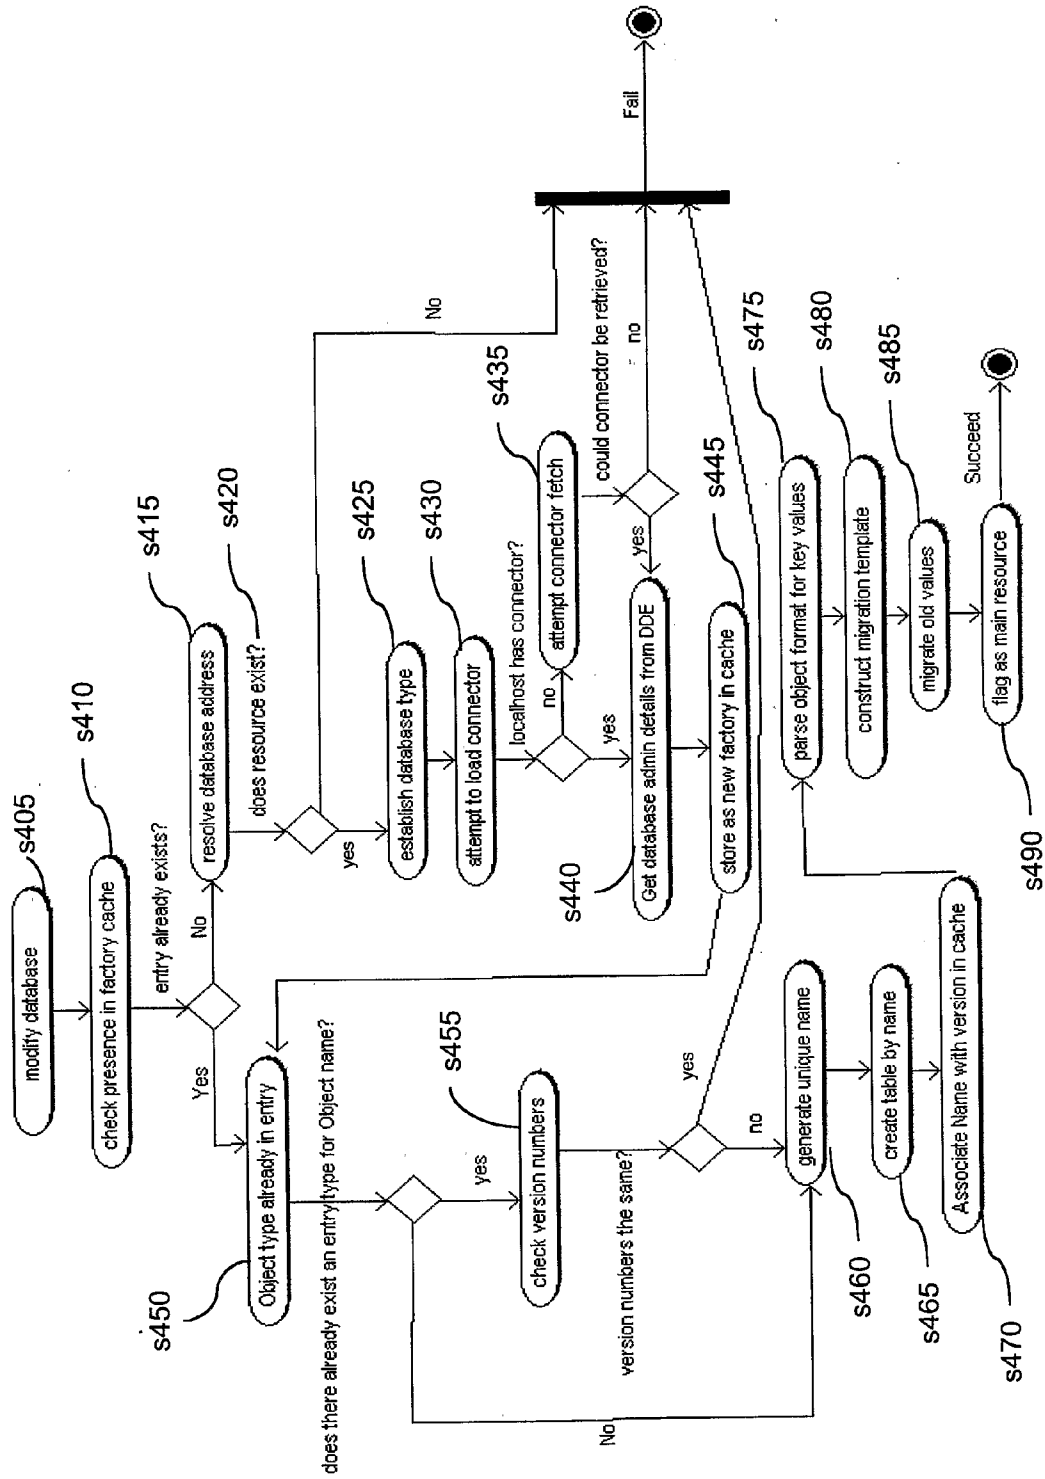 modify database
s405
check presence in factory cache
s410
entry already exists?
No
Yes
resolve database address
s415
does resource exist?
s420
No
yes
establish database type
s425
attempt to load connector
s430
localhost has connector?
no
yes
attempt connector fetch
s435
could connector be retrieved?
no
yes
Get database admin details from DDE
s440
store as new factory in cache
s445
Fail
Object type already in entry
s450
does there already exist an entry type for Object name?
yes
No
check version numbers
s455
version numbers the same?
yes
no
generate unique name
s460
create table by name
s465
Associate Name with version in cache
s470
parse object format for key values
s475
construct migration template
s480
migrate old values
s485
flag as main resource
s490
Succeed